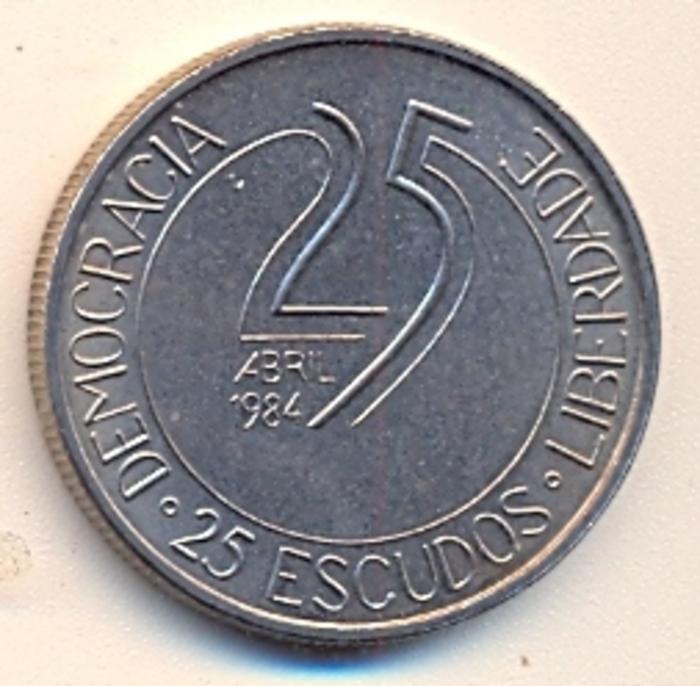 25
ABRIL
1984
DEMOCRACIA · 25 ESCUDOS · LIBERDADE